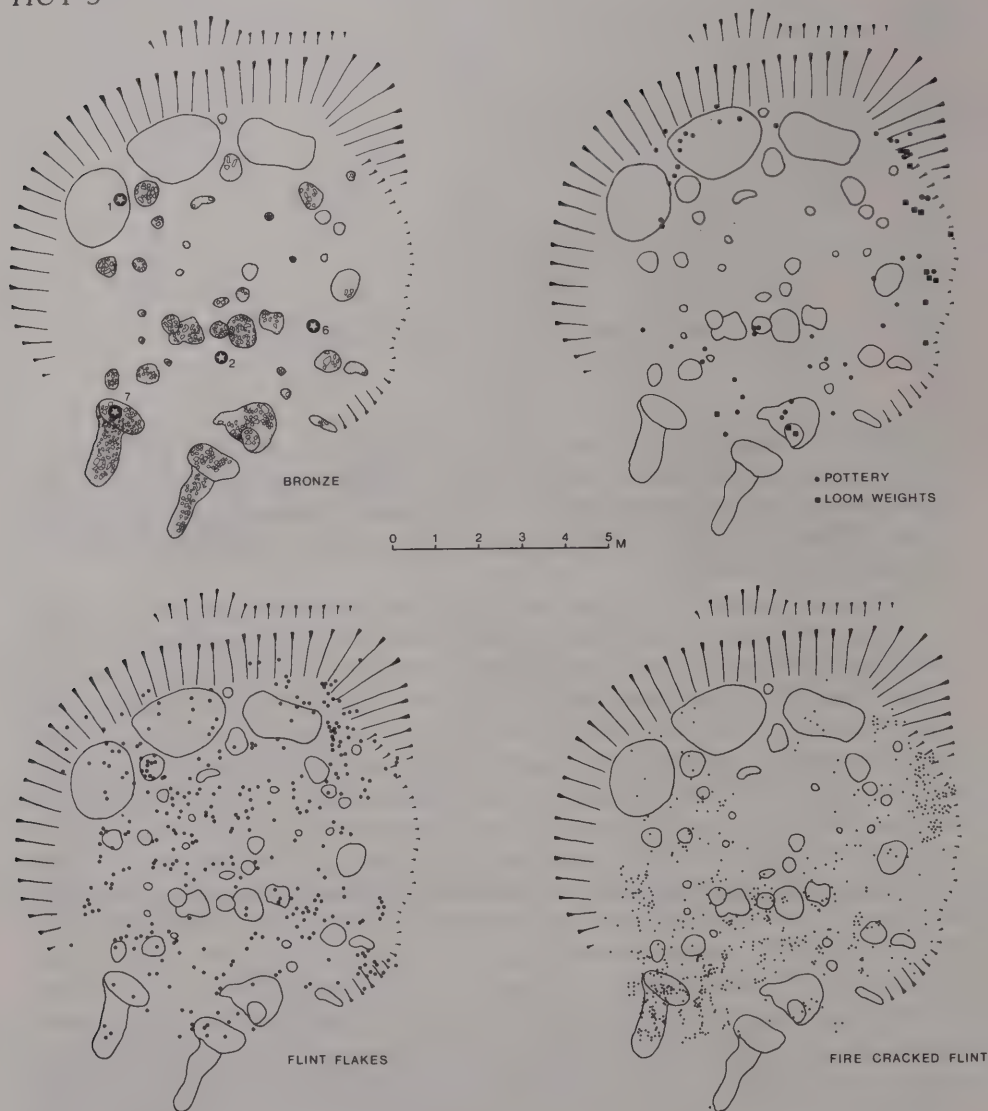 HUT 3
1
6
2
7
BRONZE
• POTTERY
■ LOOM WEIGHTS
0 1 2 3 4 5 M
FLINT FLAKES
FIRE CRACKED FLINT